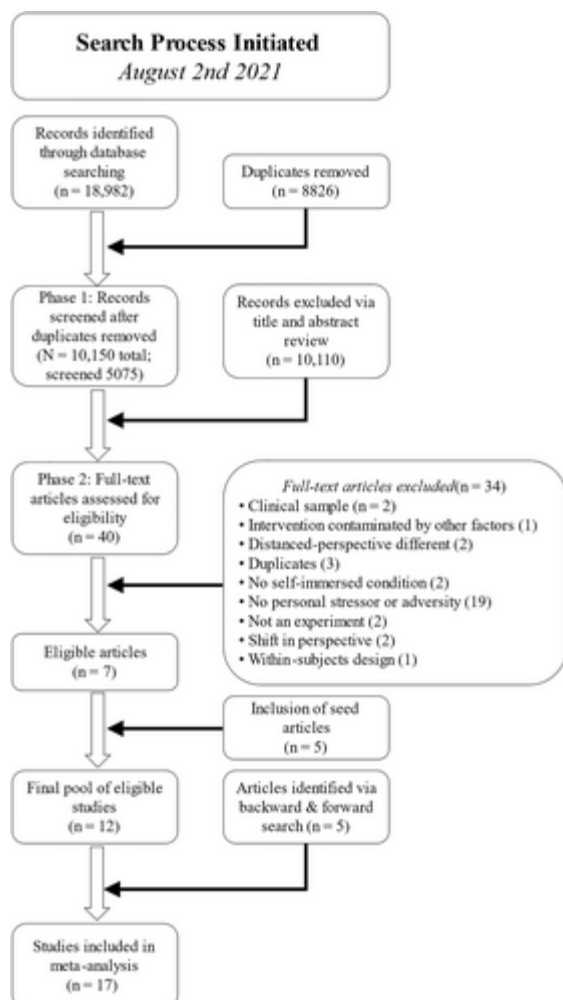 Search Process Initiated
August 2nd 2021
Records identified
through database
searching
(n = 18,982)
Duplicates removed
(n = 8826)
Phase 1: Records
screened after
duplicates removed
(N = 10,150 total;
screened 5075)
Records excluded via
title and abstract
review
(n = 10,110)
Phase 2: Full-text
articles assessed for
eligibility
(n = 40)
Full-text articles excluded(n = 34)
• Clinical sample (n = 2)
• Intervention contaminated by other factors (1)
• Distanced-perspective different (2)
• Duplicates (3)
• No self-immersed condition (2)
• No personal stressor or adversity (19)
• Not an experiment (2)
• Shift in perspective (2)
• Within-subjects design (1)
Eligible articles
(n = 7)
Inclusion of seed
articles
(n = 5)
Final pool of eligible
studies
(n = 12)
Articles identified via
backward & forward
search (n = 5)
Studies included in
meta-analysis
(n = 17)